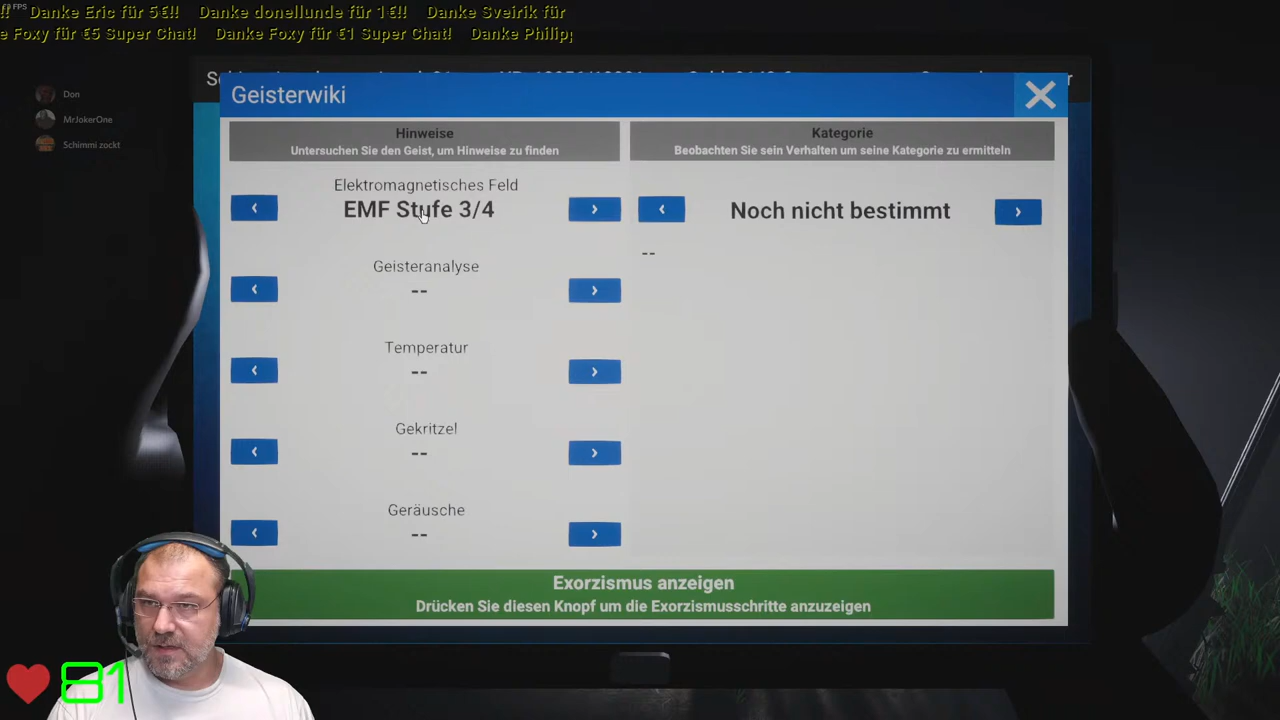 FPS
!!    Danke Eric für 5€!!    Danke donellunde für 1€!!    Danke Sveirik für
e Foxy für €5 Super Chat!    Danke Foxy für €1 Super Chat!    Danke Philipp
Don
MrJokerOne
Schimmi zockt
Geisterwiki
Hinweise
Untersuchen Sie den Geist, um Hinweise zu finden
Kategorie
Beobachten Sie sein Verhalten um seine Kategorie zu ermitteln
Elektromagnetisches Feld
EMF Stufe 3/4
Noch nicht bestimmt
--
Geisteranalyse
--
Temperatur
--
Gekritzel
--
Geräusche
--
Exorzismus anzeigen
Drücken Sie diesen Knopf um die Exorzismusschritte anzuzeigen
81